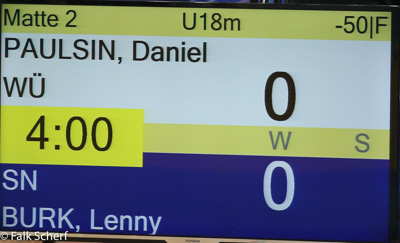 Matte 2 U18m -50|F
PAULSIN, Daniel
WÜ 0
4:00 W S
SN 0
BURK, Lenny
© Falk Scherf